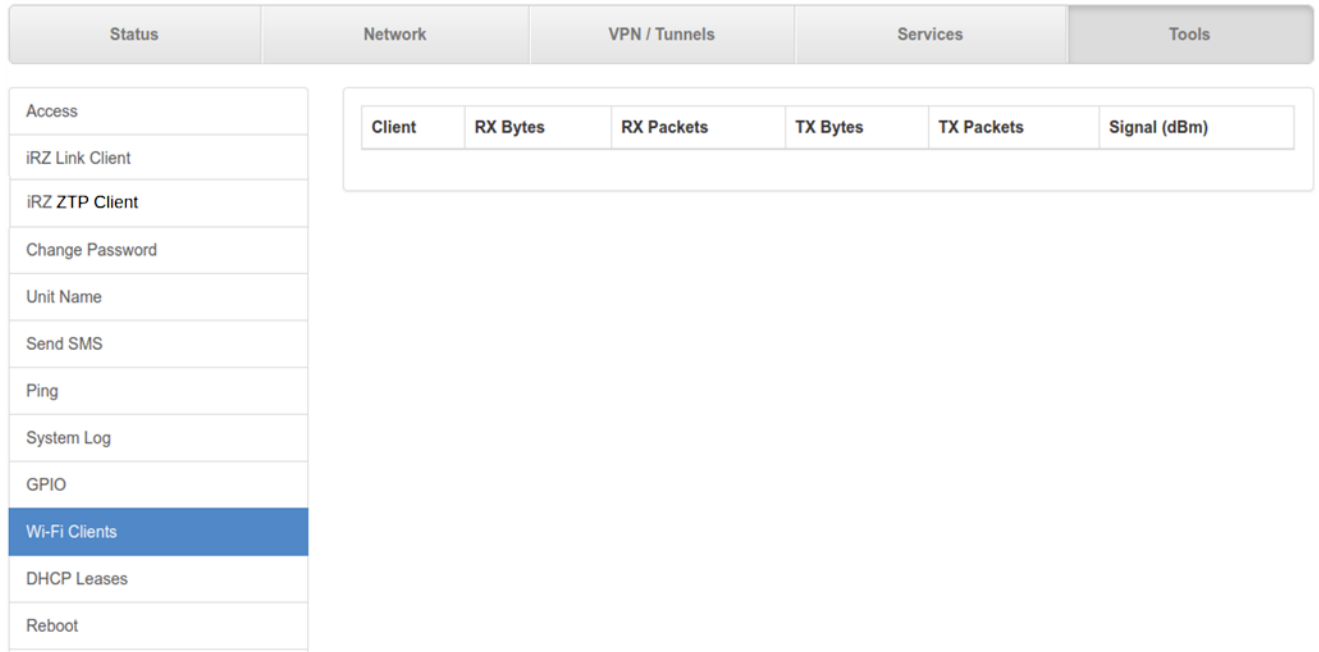 Status Network VPN / Tunnels Services Tools
Access
iRZ Link Client
iRZ ZTP Client
Change Password
Unit Name
Send SMS
Ping
System Log
GPIO
Wi-Fi Clients
DHCP Leases
Reboot
Client RX Bytes RX Packets TX Bytes TX Packets Signal (dBm)